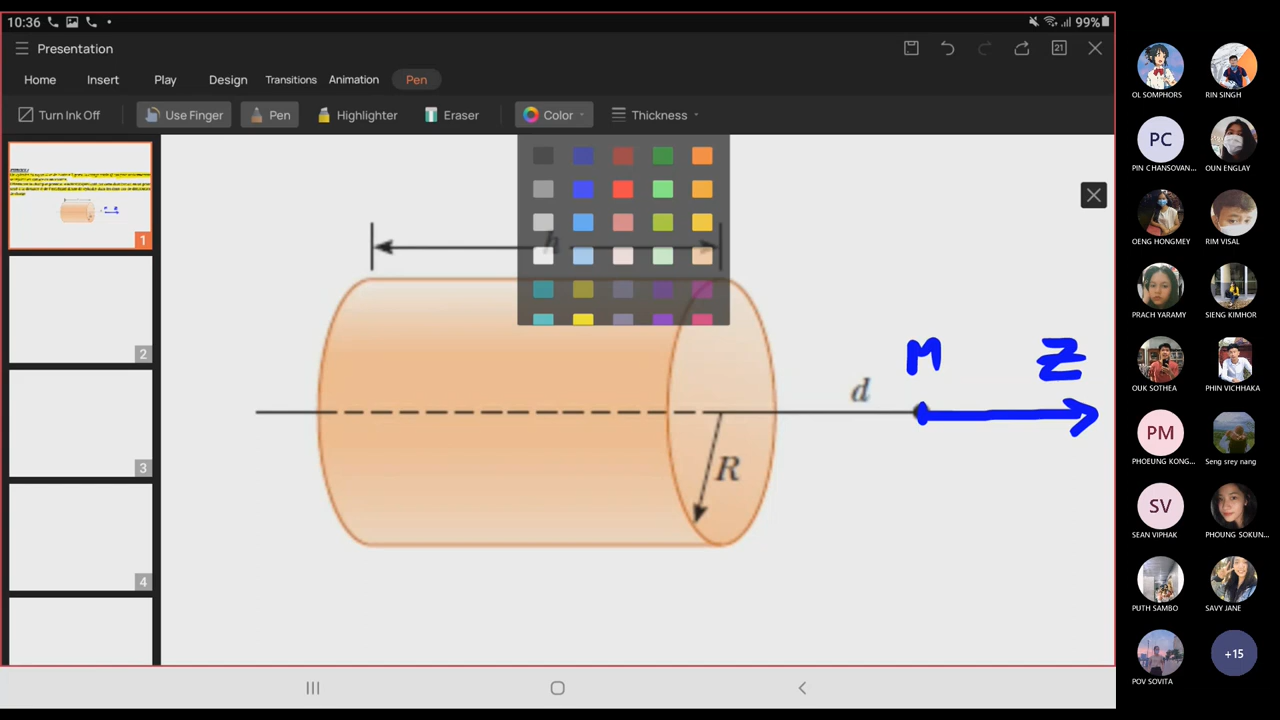 10:36
99%
Presentation
21
Home Insert Play Design Transitions Animation Pen
Turn Ink Off Use Finger Pen Highlighter Eraser Color Thickness
1
2
3
4
h
M
Z
d
R
OL SOMPHORS
RIN SINGH
PC
PIN CHANSOVAN...
OUN ENGLAY
OENG HONGMEY
RIM VISAL
PRACH YARAMY
SIENG KIMHOR
OUK SOTHEA
PHIN VICHHAKA
PM
PHOEUNG KONG...
Seng srey nang
SV
SEAN VIPHAK
PHOUNG SOKUN...
PUTH SAMBO
SAVY JANE
POV SOVITA
+15